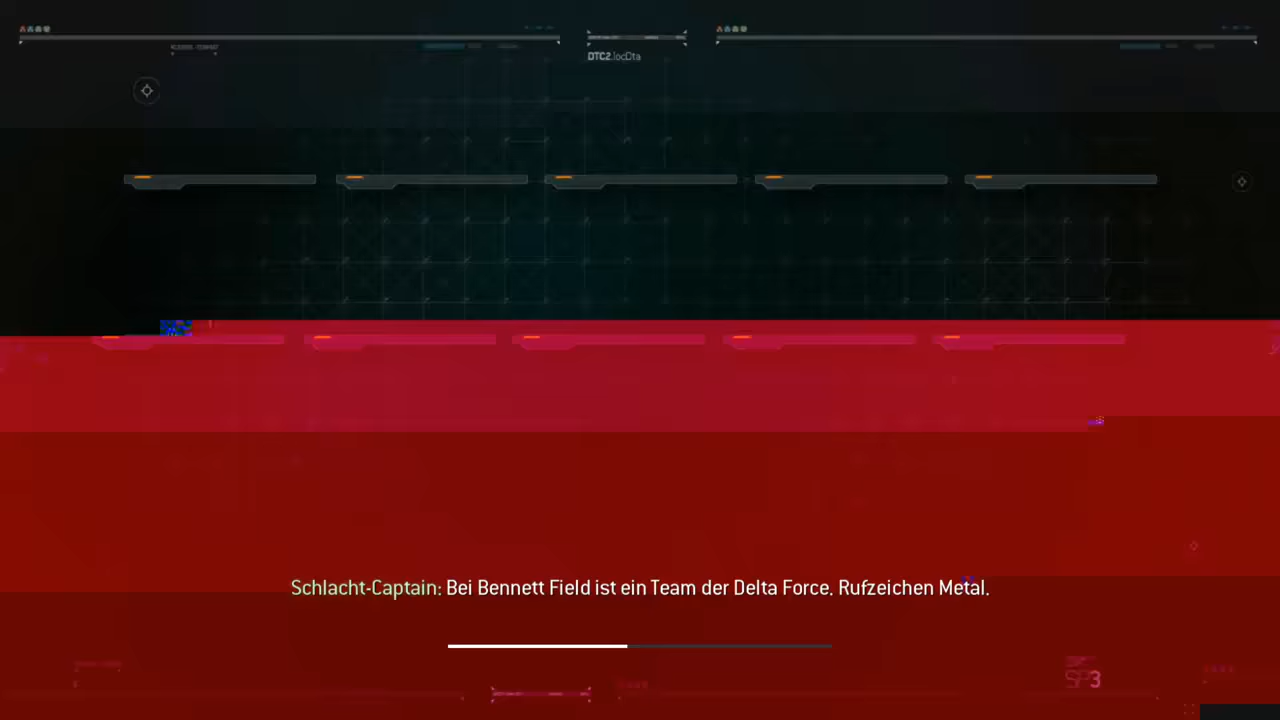 DTC2.locDta
Schlacht-Captain: Bei Bennett Field ist ein Team der Delta Force. Rufzeichen Metal.
SP3